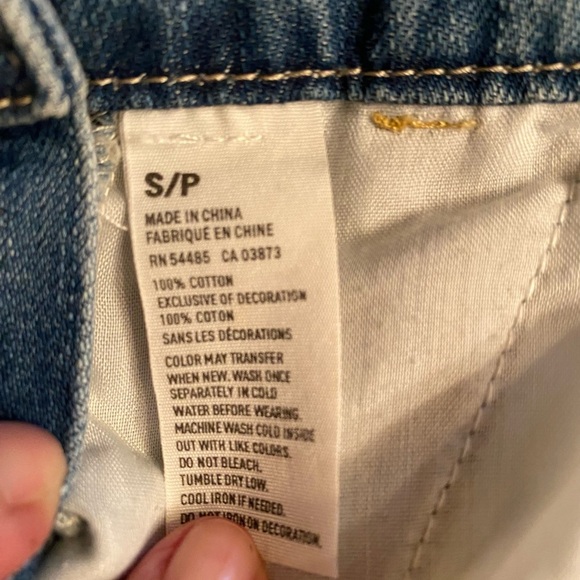 S/P
MADE IN CHINA
FABRIQUÉ EN CHINE
RN 54485 CA 03873
100% COTTON
EXCLUSIVE OF DECORATION
100% COTON
SANS LES DÉCORATIONS
COLOR MAY TRANSFER
WHEN NEW. WASH ONCE
SEPARATELY IN COLD
WATER BEFORE WEARING.
MACHINE WASH COLD INSIDE
OUT WITH LIKE COLORS.
DO NOT BLEACH.
TUMBLE DRY LOW.
COOL IRON IF NEEDED.
DO NOT IRON ON DECORATION.